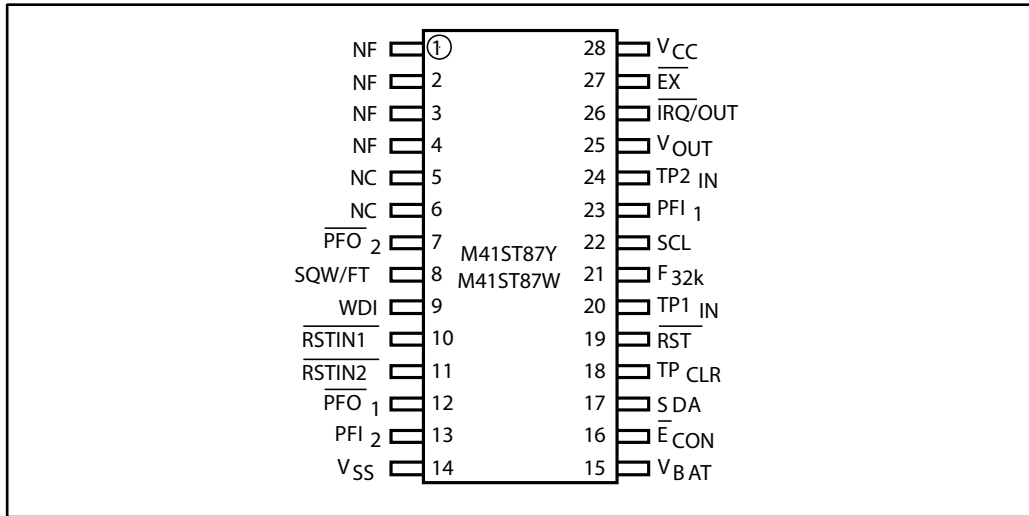 NF 1 28 VCC
NF 2 27 EX
NF 3 26 IRQ/OUT
NF 4 25 VOUT
NC 5 24 TP2 IN
NC 6 23 PFI 1
PFO 2 7 22 SCL
M41ST87Y
SQW/FT 8 21 F32k
M41ST87W
WDI 9 20 TP1 IN
RSTIN1 10 19 RST
RSTIN2 11 18 TP CLR
PFO 1 12 17 SDA
PFI 2 13 16 ECON
VSS 14 15 VBAT